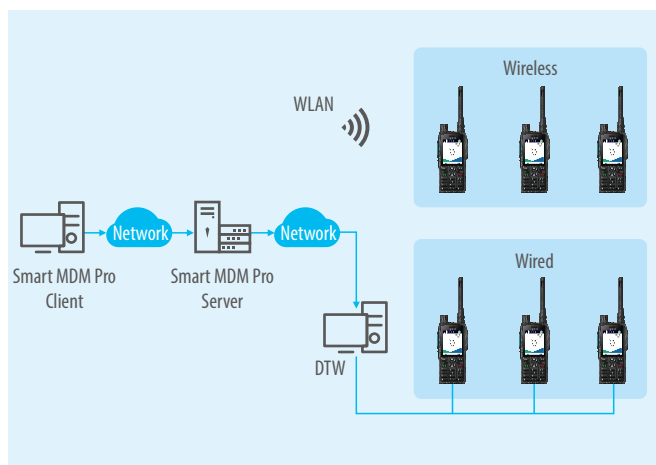 Wireless
WLAN
Network
Network
Smart MDM Pro
Client
Smart MDM Pro
Server
Wired
DTW